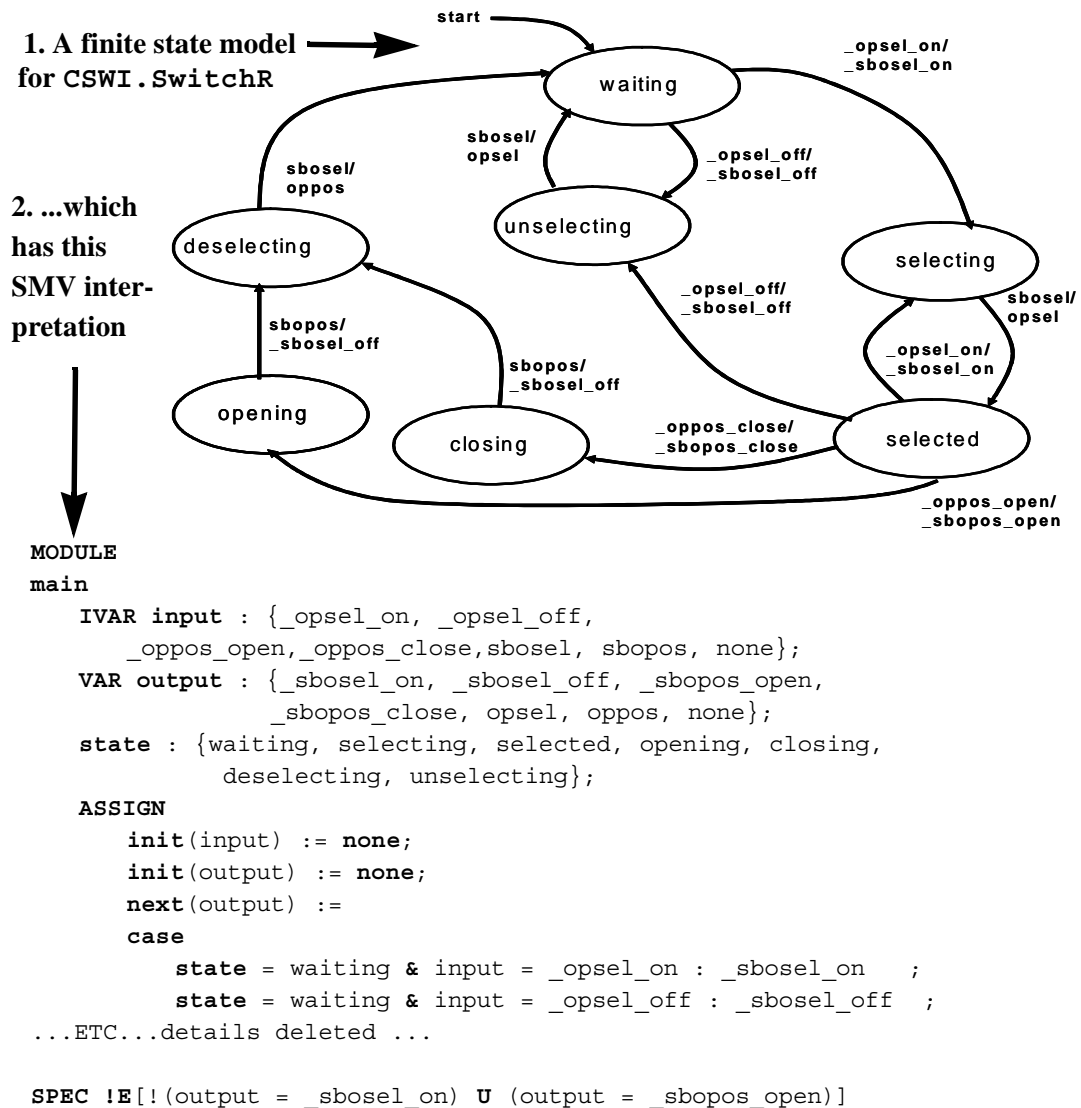 start
1. A finite state model
for CSWI.SwitchR
_opsel_on/
_sbosel_on
waiting
sbosel/
opsel
_opsel_off/
_sbosel_off
sbosel/
oppos
2. ...which
has this
SMV inter-
pretation
deselecting
unselecting
selecting
_opsel_off/
_sbosel_off
sbosel/
opsel
sbopos/
_sbosel_off
_opsel_on/
_sbosel_on
sbopos/
_sbosel_off
opening
closing
_oppos_close/
_sbopos_close
selected
_oppos_open/
_sbopos_open
MODULE
main
IVAR input : {_opsel_on, _opsel_off,
_oppos_open,_oppos_close,sbosel, sbopos, none};
VAR output : {_sbosel_on, _sbosel_off, _sbopos_open,
_sbopos_close, opsel, oppos, none};
state : {waiting, selecting, selected, opening, closing,
deselecting, unselecting};
ASSIGN
init(input) := none;
init(output) := none;
next(output) :=
case
state = waiting & input = _opsel_on : _sbosel_on ;
state = waiting & input = _opsel_off : _sbosel_off ;
...ETC...details deleted ...
SPEC !E[!(output = _sbosel_on) U (output = _sbopos_open)]